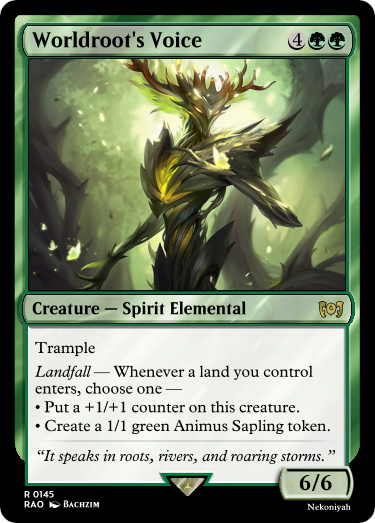 Worldroot's Voice 4
Creature — Spirit Elemental
Trample
Landfall — Whenever a land you control
enters, choose one —
• Put a +1/+1 counter on this creature.
• Create a 1/1 green Animus Sapling token.
“It speaks in roots, rivers, and roaring storms.”
6/6
R 0145
RAO Bachzim
Nekoniyah